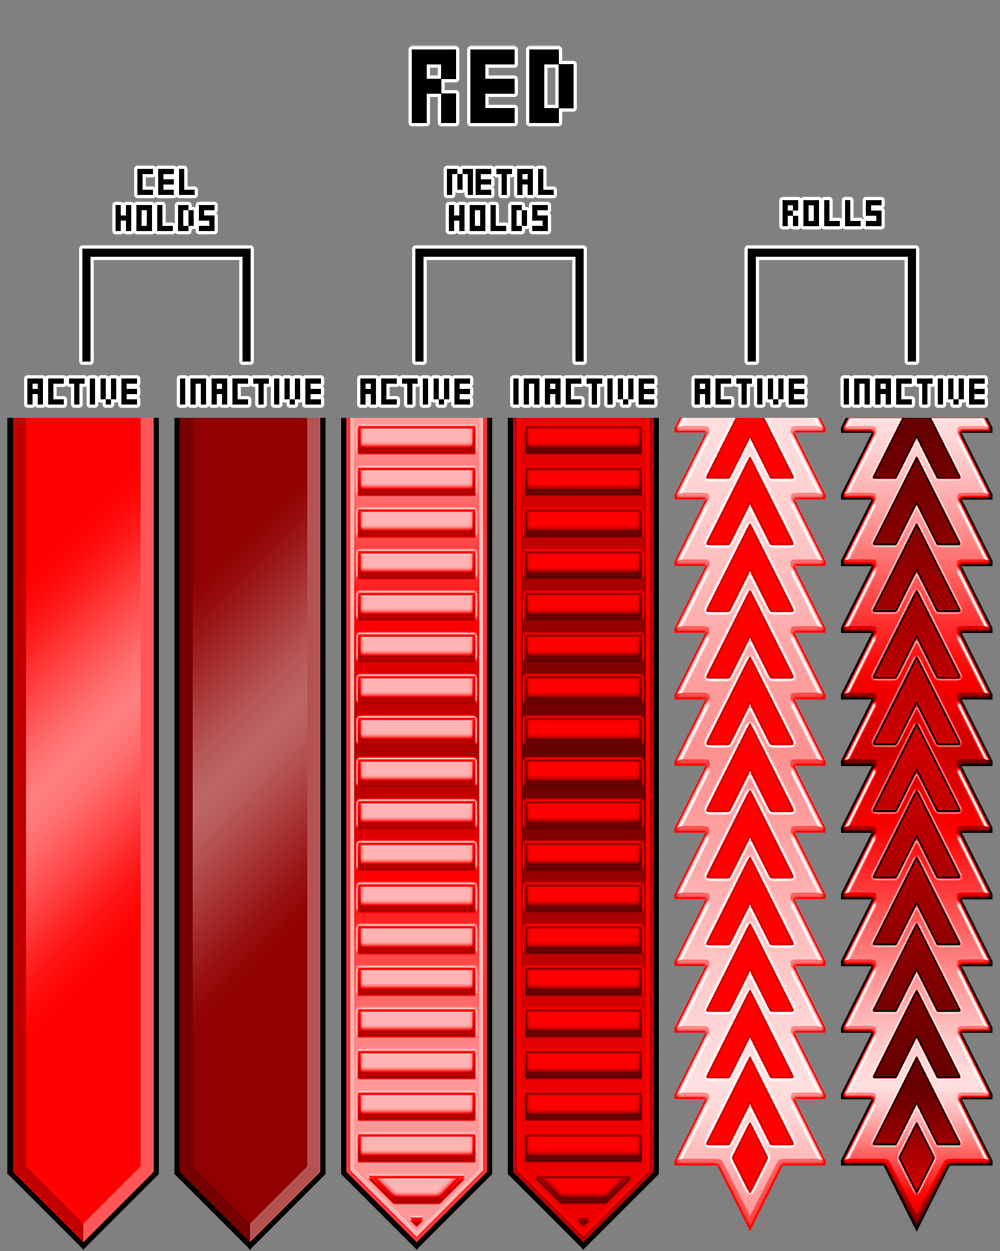 RED
CEL
HOLDS
METAL
HOLDS
ROLLS
ACTIVE INACTIVE ACTIVE INACTIVE ACTIVE INACTIVE